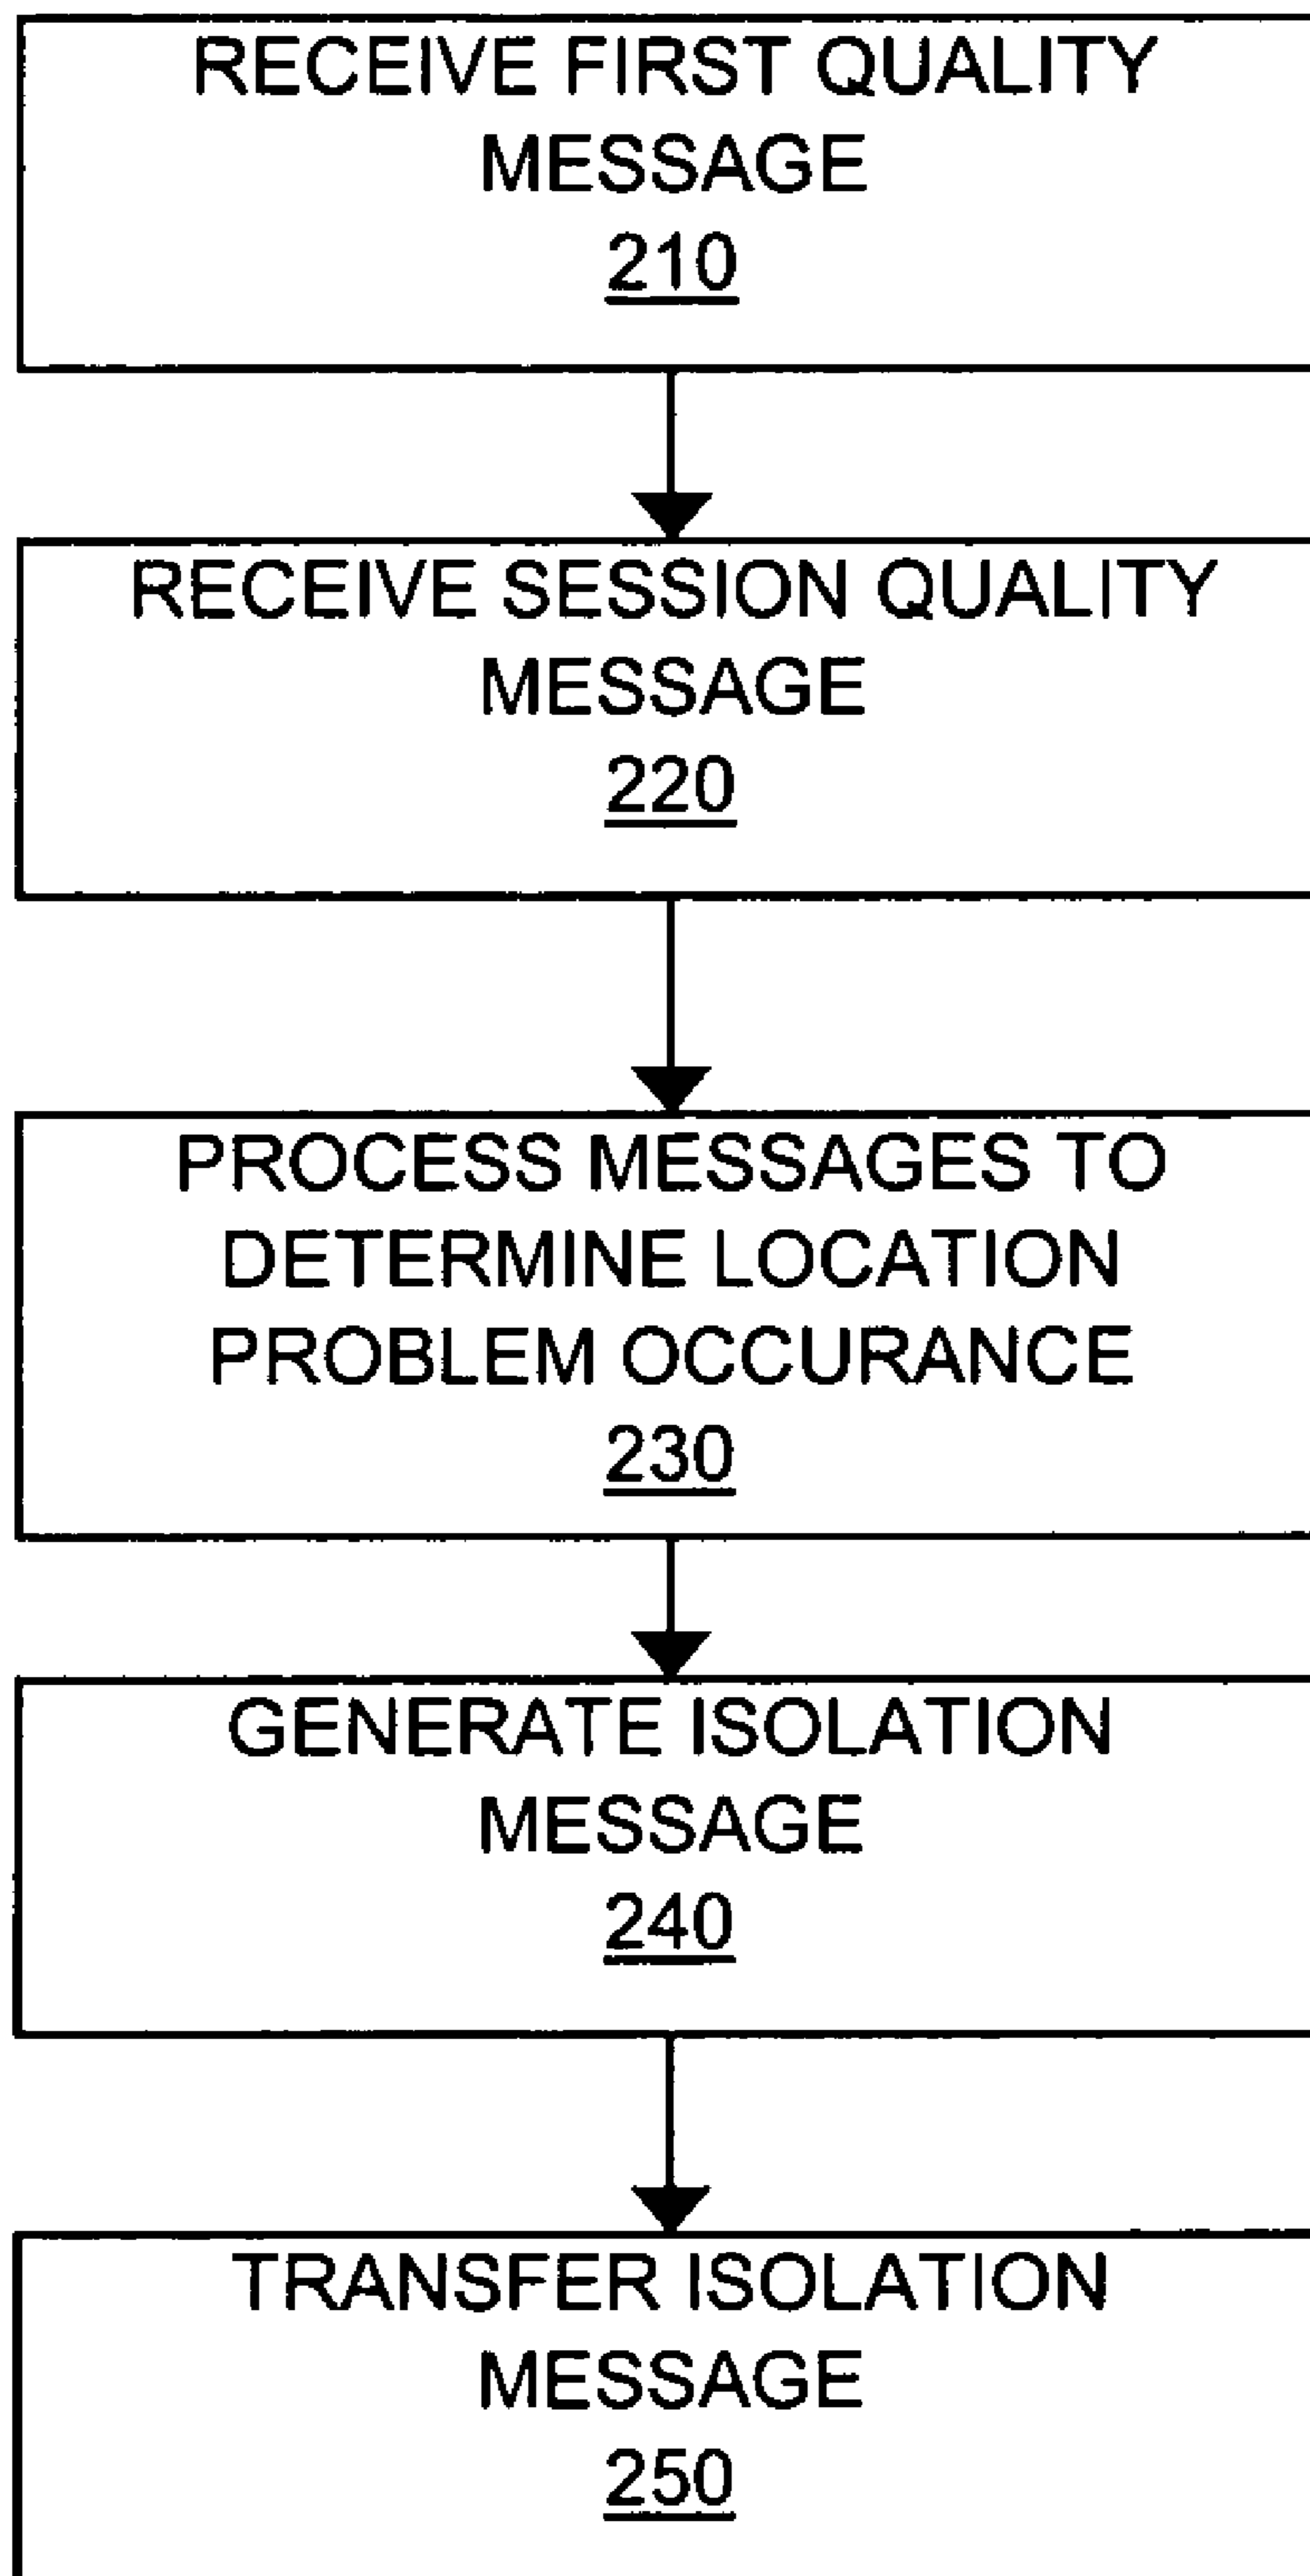 RECEIVE FIRST QUALITY
MESSAGE
210
RECEIVE SESSION QUALITY
MESSAGE
220
PROCESS MESSAGES TO
DETERMINE LOCATION
PROBLEM OCCURANCE
230
GENERATE ISOLATION
MESSAGE
240
TRANSFER ISOLATION
MESSAGE
250